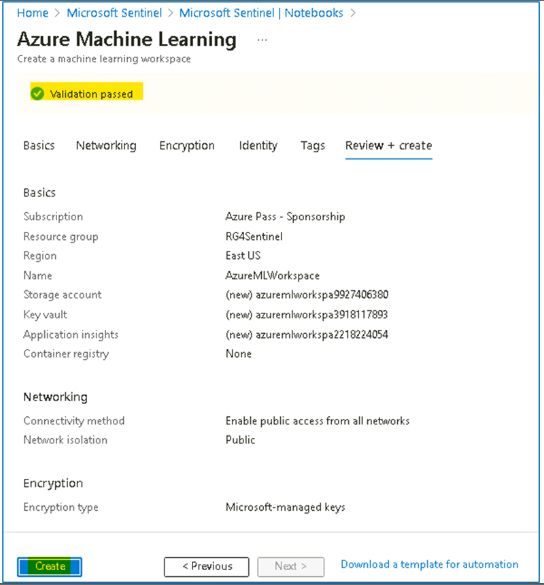 Home > Microsoft Sentinel > Microsoft Sentinel | Notebooks >
Azure Machine Learning ...
Create a machine learning workspace
Validation passed
Basics Networking Encryption Identity Tags Review + create
Basics
Subscription Azure Pass - Sponsorship
Resource group RG4Sentinel
Region East US
Name AzureMLWorkspace
Storage account (new) azuremlworkspa9927406380
Key vault (new) azuremlworkspa3918117893
Application insights (new) azuremlworkspa2218224054
Container registry None
Networking
Connectivity method Enable public access from all networks
Network isolation Public
Encryption
Encryption type Microsoft-managed keys
Create < Previous Next > Download a template for automation